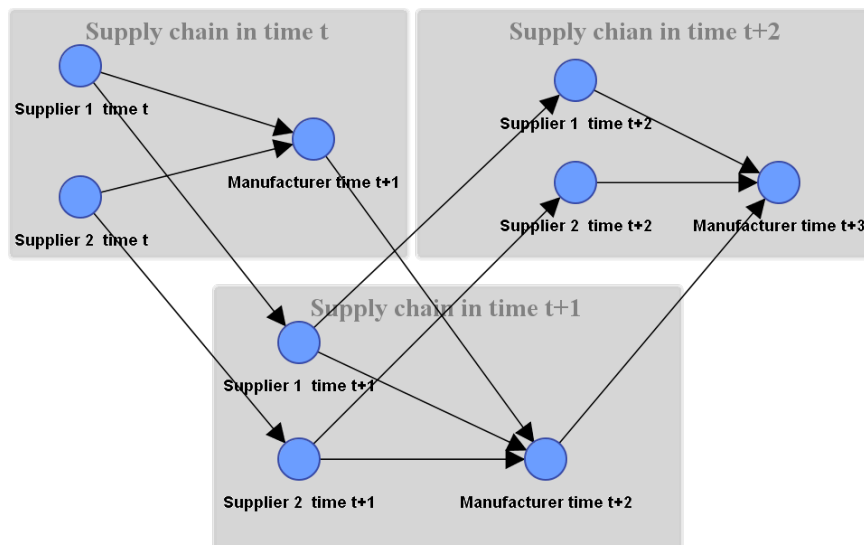 Supply chain in time t
Supplier 1  time t
Manufacturer time t+1
Supplier 2  time t
Supply chian in time t+2
Supplier 1  time t+2
Supplier 2  time t+2
Manufacturer time t+3
Supply chain in time t+1
Supplier 1  time t+1
Supplier 2  time t+1
Manufacturer time t+2